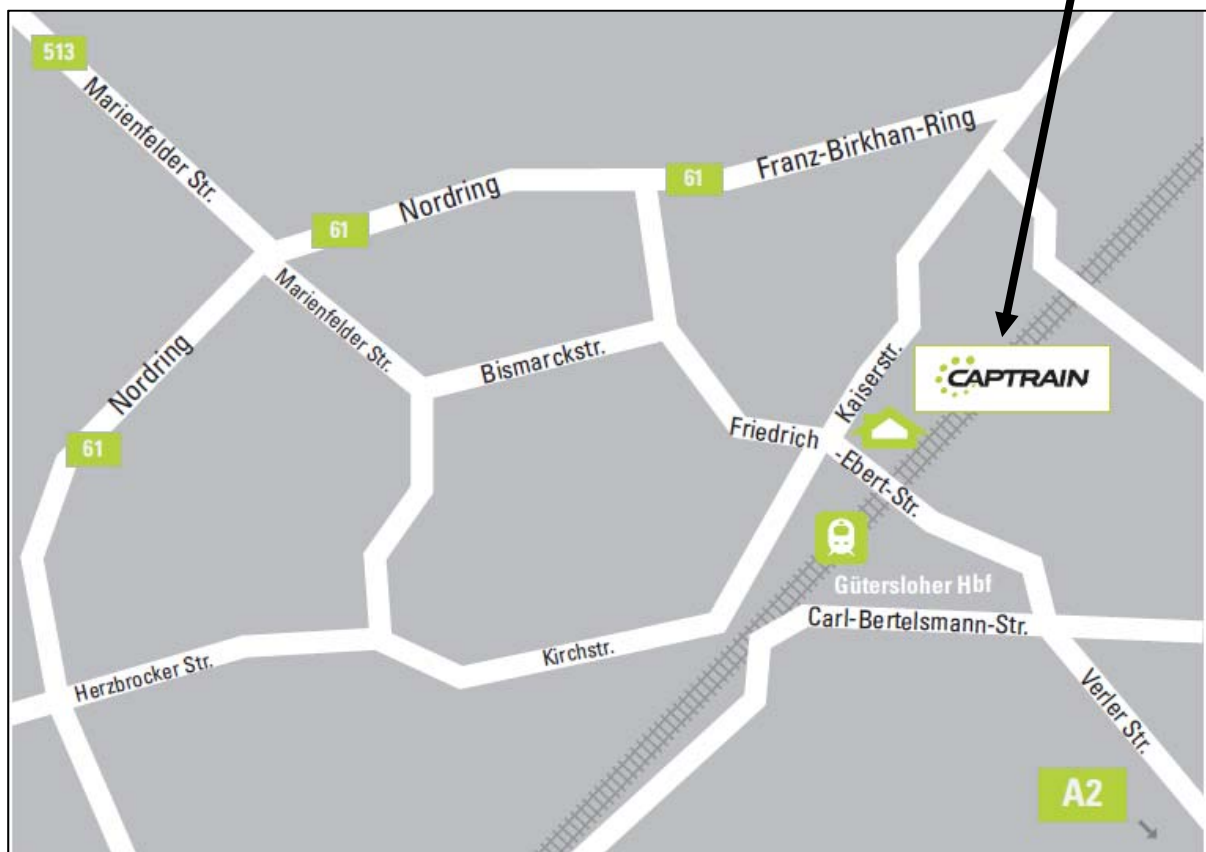 513
Marienfelder Str.
Franz-Birkhan-Ring
61
Nordring
61
Marienfelder Str.
Nordring
Bismarckstr.
Kaiserstr.
CAPTRAIN
61
Friedrich
-Ebert-Str.
Gütersloher Hbf
Carl-Bertelsmann-Str.
Kirchstr.
Herzbrocker Str.
Verler Str.
A2